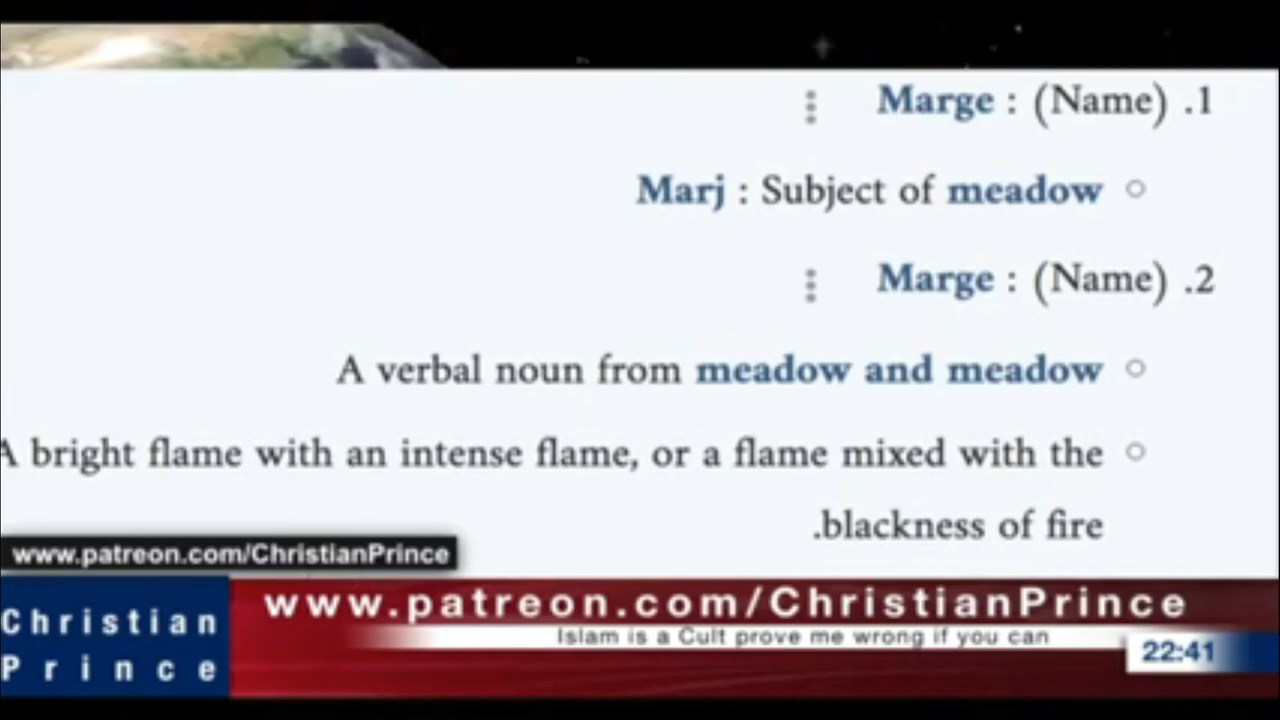 Marge : (Name) .1
Marj : Subject of meadow
Marge : (Name) .2
A verbal noun from meadow and meadow
A bright flame with an intense flame, or a flame mixed with the
.blackness of fire
www.patreon.com/ChristianPrince
www.patreon.com/ChristianPrince
Christian
Prince
Islam is a Cult prove me wrong if you can
22:41